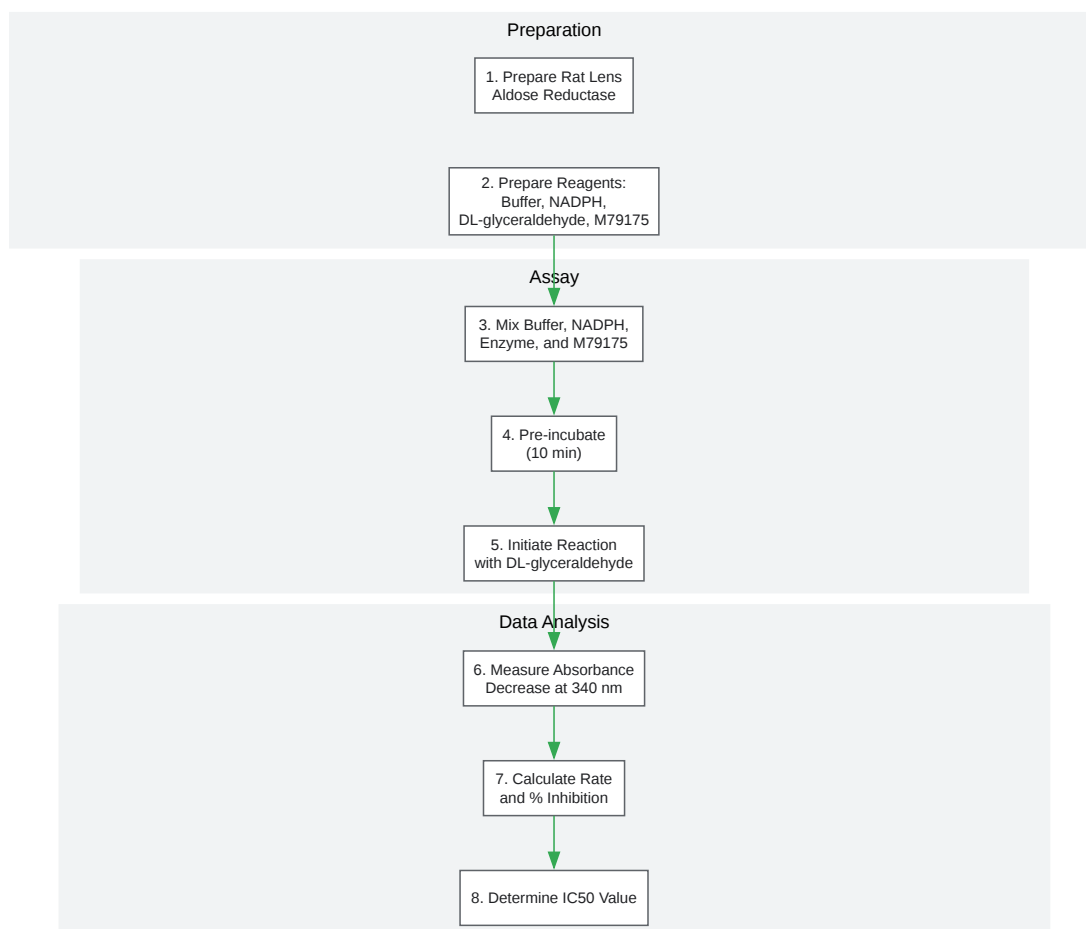 Preparation
1. Prepare Rat Lens
Aldose Reductase
2. Prepare Reagents:
Buffer, NADPH,
DL-glyceraldehyde, M79175
Assay
3. Mix Buffer, NADPH,
Enzyme, and M79175
4. Pre-incubate
(10 min)
5. Initiate Reaction
with DL-glyceraldehyde
Data Analysis
6. Measure Absorbance
Decrease at 340 nm
7. Calculate Rate
and % Inhibition
8. Determine IC50 Value